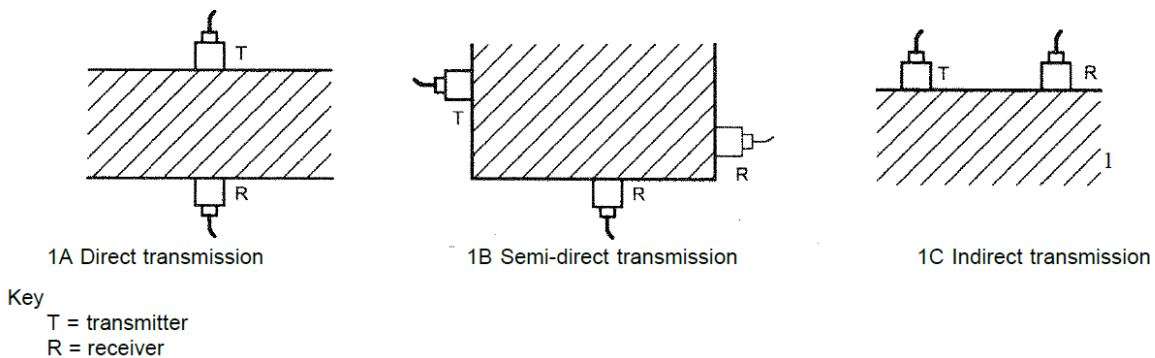 T
R
T
R
R
T
R
1
1A Direct transmission
1B Semi-direct transmission
1C Indirect transmission
Key
T = transmitter
R = receiver